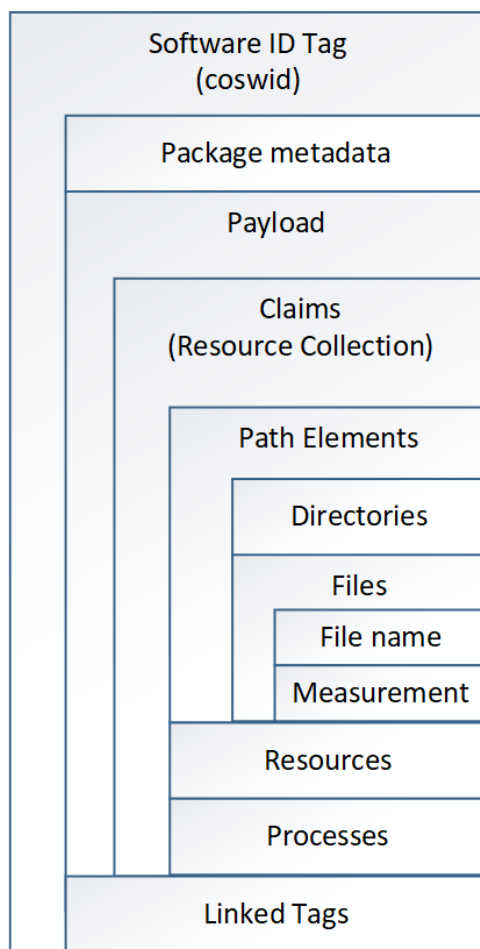 Software ID Tag
(coswid)
Package metadata
Payload
Claims
(Resource Collection)
Path Elements
Directories
Files
File name
Measurement
Resources
Processes
Linked Tags